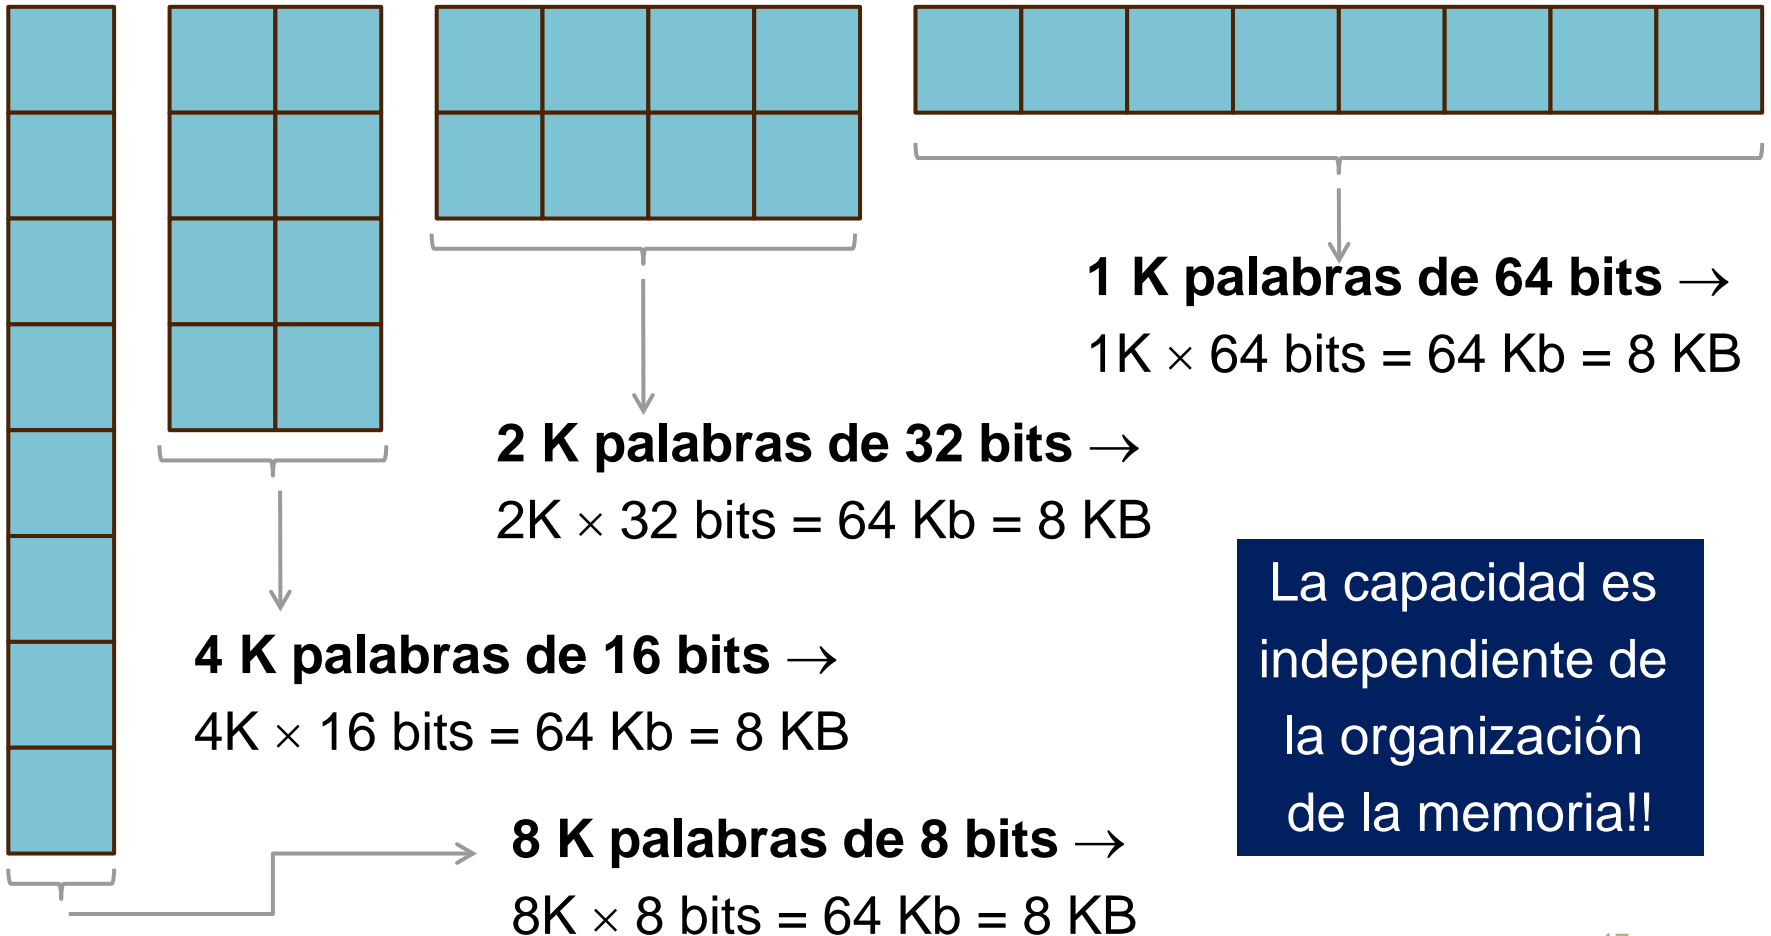 1 K palabras de 64 bits →
1K × 64 bits = 64 Kb = 8 KB
2 K palabras de 32 bits →
2K × 32 bits = 64 Kb = 8 KB
4 K palabras de 16 bits →
4K × 16 bits = 64 Kb = 8 KB
8 K palabras de 8 bits →
8K × 8 bits = 64 Kb = 8 KB
La capacidad es
independiente de
la organización
de la memoria!!